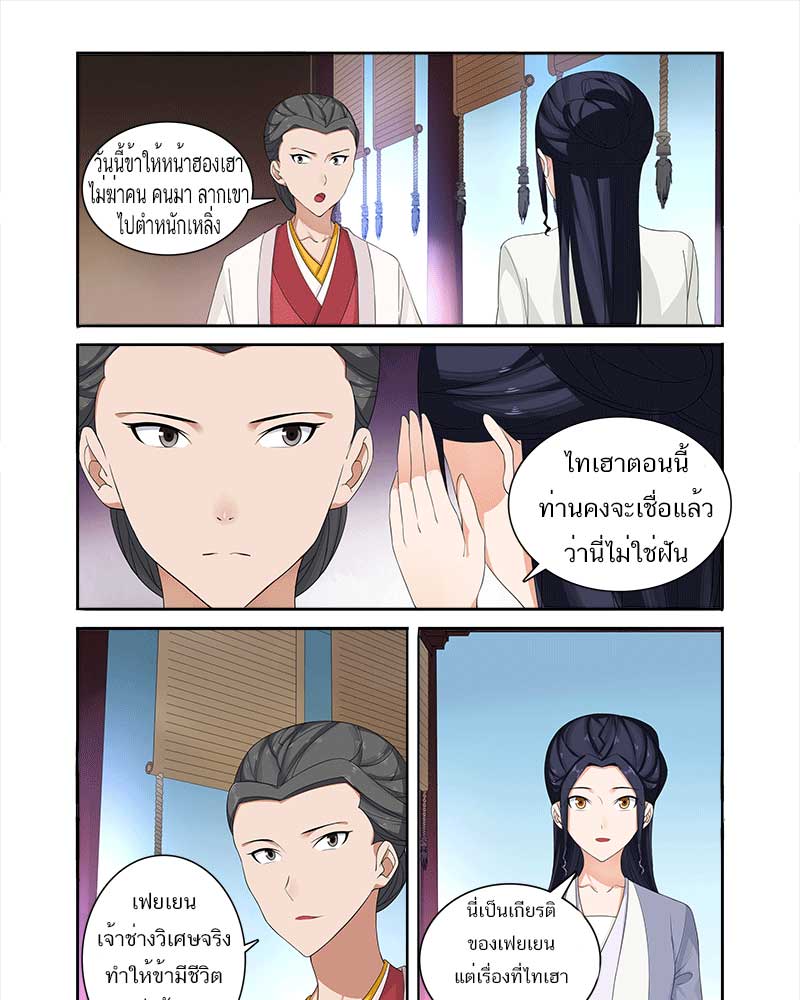 วันนี้ข้าให้หน้าฮองเฮา
ไม่ฆ่าคน คนมา ลากเขา
ไปตำหนักเหลิ่ง
ไทเฮาตอนนี้
ท่านคงจะเชื่อแล้ว
ว่านี่ไม่ใช่ฝัน
เฟยเยน
เจ้าช่างวิเศษจริง
ทำให้ข้ามีชีวิต
นี่เป็นเกียรติ
ของเฟยเยน
แต่เรื่องที่ไทเฮา